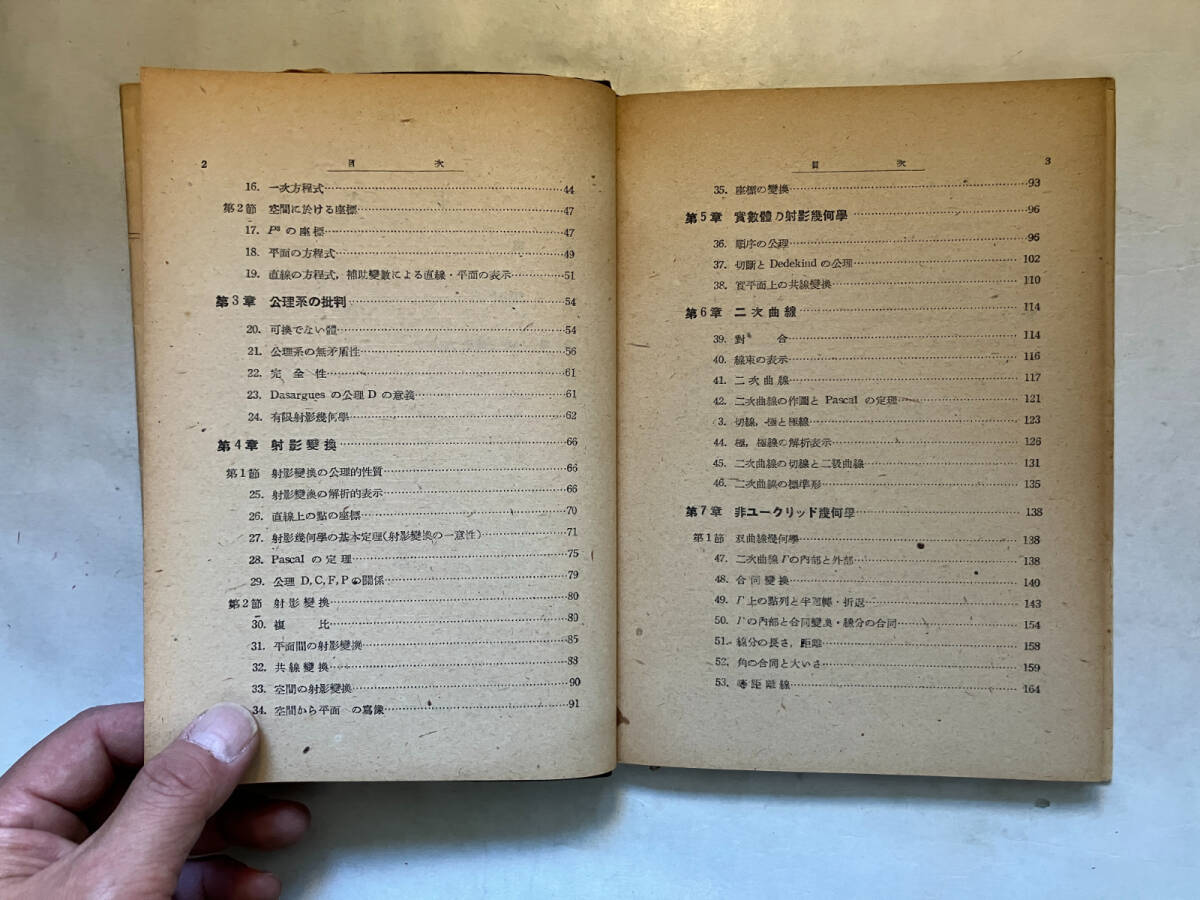 2 目次
16. 一次方程式 44
第2節 空間に於ける座標 47
17. P³ の座標 47
18. 平面の方程式 49
19. 直線の方程式，補助變數による直線・平面の表示 51
第3章 公理系の批判 54
20. 可換でない體 54
21. 公理系の無矛盾性 56
22. 完全性 61
23. Dasargues の公理 D の意義 61
24. 有限射影幾何學 62
第4章 射影變換 66
第1節 射影變換の公理的性質 66
25. 射影變換の解析的表示 66
26. 直線上の點の座標 70
27. 射影幾何學の基本定理(射影變換の一意性) 71
28. Pascal の定理 75
29. 公理 D, C, F, P の關係 79
第2節 射影變換 80
30. 複比 80
31. 平面間の射影變換 85
32. 共線變換 88
33. 空間の射影變換 90
34. 空間から平面 の寫像 91
目次 3
35. 座標の變換 93
第5章 實數體の射影幾何學 96
36. 順序の公理 96
37. 切斷と Dedekind の公理 102
38. 實平面上の共線變換 110
第6章 二次曲線 114
39. 對合 114
40. 線束の表示 116
41. 二次曲線 117
42. 二次曲線の作圖と Pascal の定理 121
3. 切線，極と極線 123
44. 極，極線の解析表示 126
45. 二次曲線の切線と二級曲線 131
46. 二次曲線の標準形 135
第7章 非ユークリッド幾何學 138
第1節 双曲線幾何學 138
47. 二次曲線 Γ の内部と外部 138
48. 合同變換 140
49. Γ 上の點列と半廻轉・折返 143
50. Γ の内部と合同變換・線分の合同 154
51. 線分の長さ，距離 158
52. 角の合同と大いさ 159
53. 等距離線 164